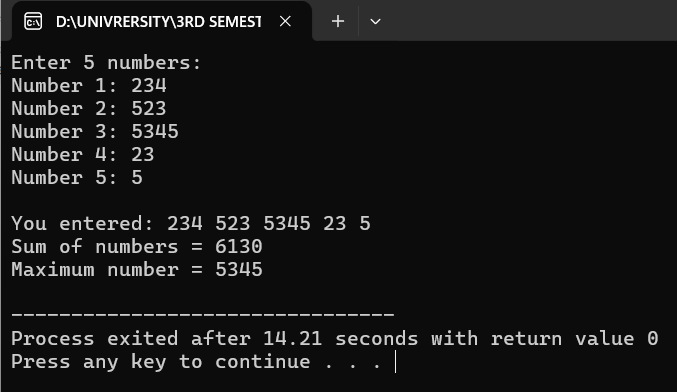 D:\UNIVRERSITY\3RD SEMEST
Enter 5 numbers:
Number 1: 234
Number 2: 523
Number 3: 5345
Number 4: 23
Number 5: 5
You entered: 234 523 5345 23 5
Sum of numbers = 6130
Maximum number = 5345
--------------------------------
Process exited after 14.21 seconds with return value 0
Press any key to continue . . .